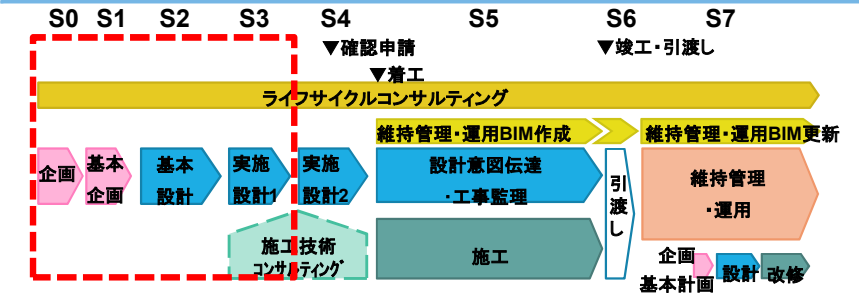 S0 S1 S2 S3 S4 S5 S6 S7
▼確認申請 ▼竣工・引渡し
▼着工
ライフサイクルコンサルティング
維持管理・運用BIM作成 維持管理・運用BIM更新
企画
基本
企画
基本
設計
実施
設計1
実施
設計2
設計意図伝達
・工事監理
引
渡
し
維持管理
・運用
施工技術
コンサルティング
施工
企画
基本計画
設計
改修